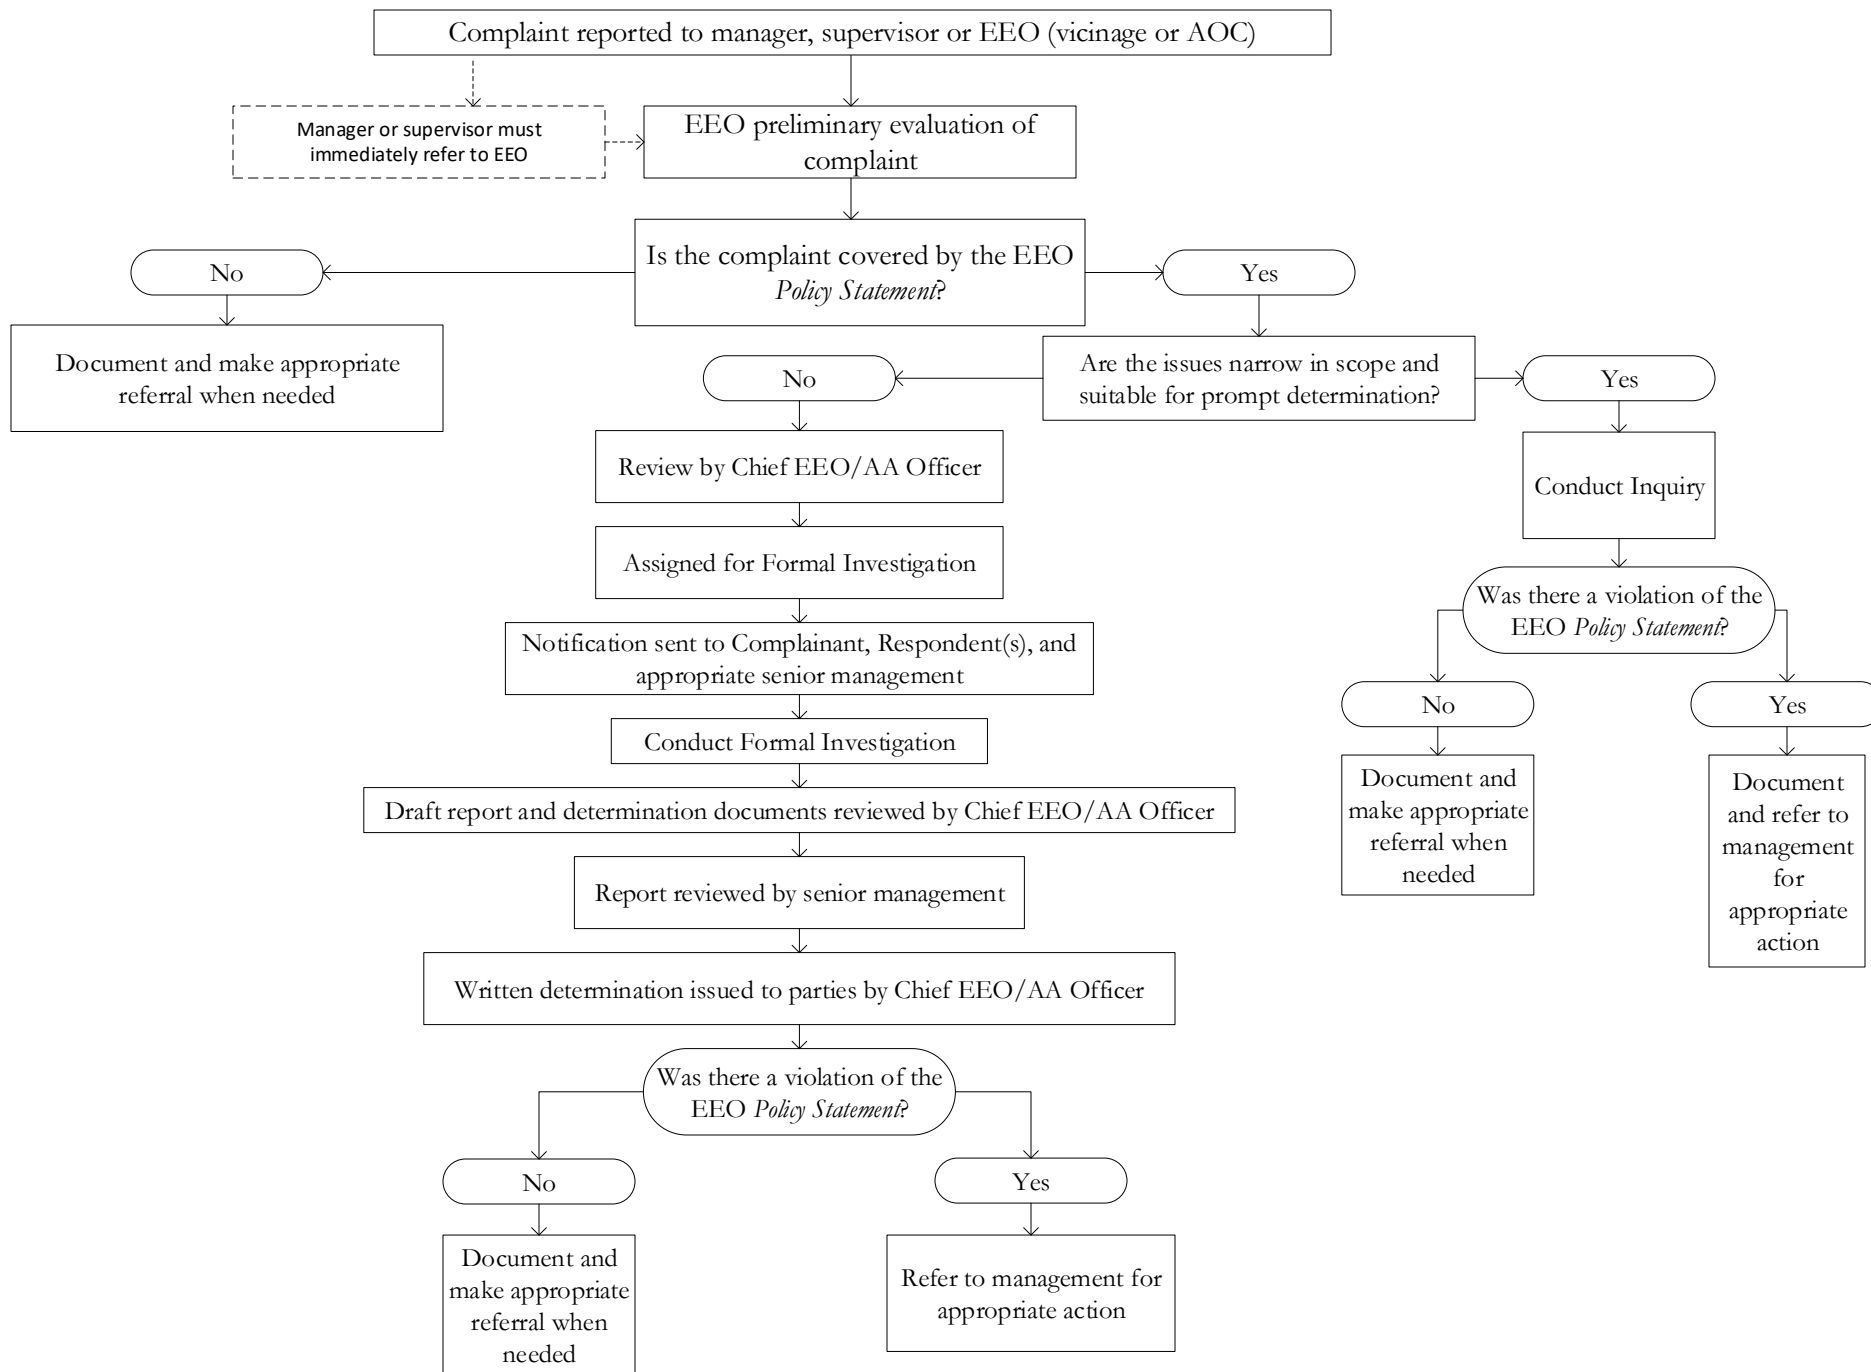 Complaint reported to manager, supervisor or EEO (vicinage or AOC)
Manager or supervisor must
immediately refer to EEO
EEO preliminary evaluation of
complaint
Is the complaint covered by the EEO
Policy Statement?
No
Yes
Document and make appropriate
referral when needed
Are the issues narrow in scope and
suitable for prompt determination?
No
Yes
Review by Chief EEO/AA Officer
Conduct Inquiry
Assigned for Formal Investigation
Was there a violation of the
EEO Policy Statement?
Notification sent to Complainant, Respondent(s), and
appropriate senior management
No
Yes
Conduct Formal Investigation
Document and
make appropriate
referral when
needed
Document
and refer to
management
for
appropriate
action
Draft report and determination documents reviewed by Chief EEO/AA Officer
Report reviewed by senior management
Written determination issued to parties by Chief EEO/AA Officer
Was there a violation of the
EEO Policy Statement?
No
Yes
Document and
make appropriate
referral when
needed
Refer to management for
appropriate action